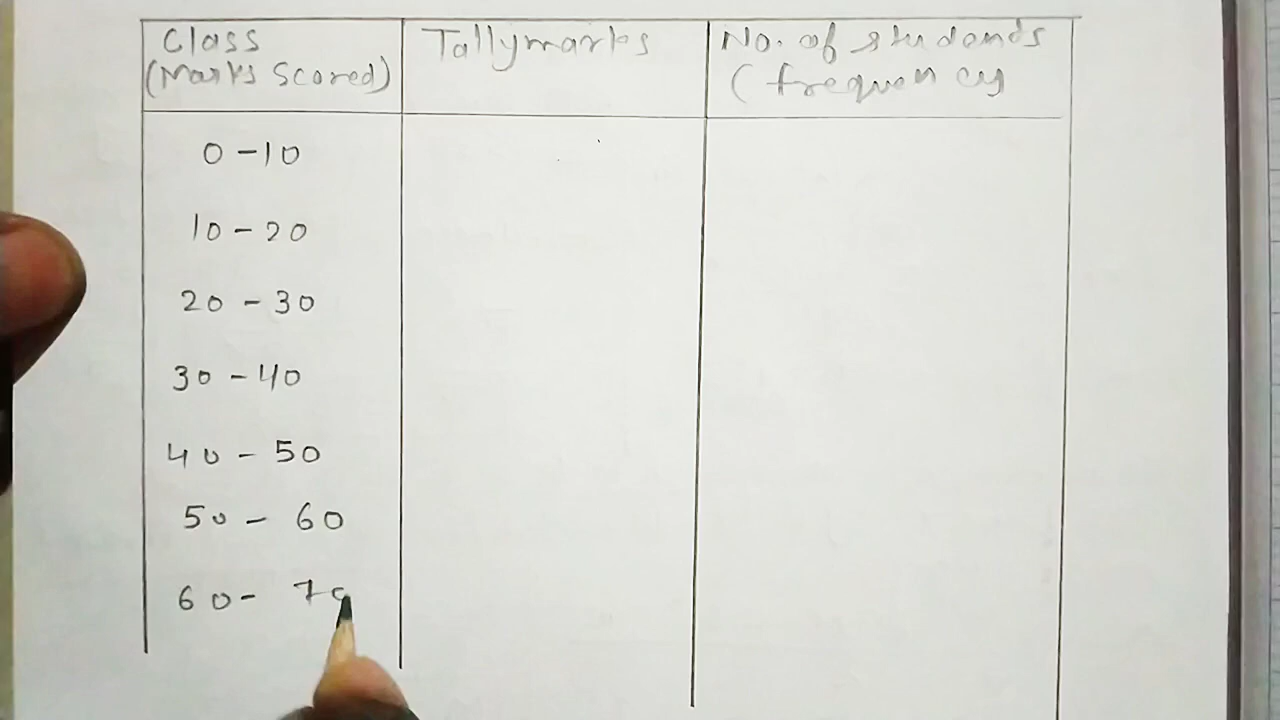 Class
(Marks Scored)
Tallymarks
No. of students
(frequency
0-10
10-20
20-30
30-40
40-50
50-60
60-70